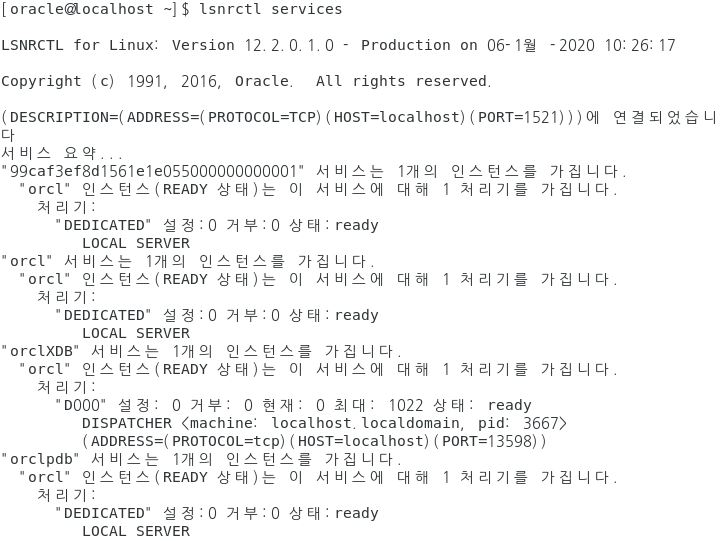 [oracle@localhost ~]$ lsnrctl services
LSNRCTL for Linux: Version 12.2.0.1.0 - Production on 06-1월 -2020 10:26:17
Copyright (c) 1991, 2016, Oracle.  All rights reserved.
(DESCRIPTION=(ADDRESS=(PROTOCOL=TCP)(HOST=localhost)(PORT=1521)))에 연결되었습니
다
서비스 요약...
"99caf3ef8d1561e1e055000000000001" 서비스는 1개의 인스턴스를 가집니다.
  "orcl" 인스턴스(READY 상태)는 이 서비스에 대해 1 처리기를 가집니다.
    처리기:
      "DEDICATED" 설정:0 거부:0 상태:ready
         LOCAL SERVER
"orcl" 서비스는 1개의 인스턴스를 가집니다.
  "orcl" 인스턴스(READY 상태)는 이 서비스에 대해 1 처리기를 가집니다.
    처리기:
      "DEDICATED" 설정:0 거부:0 상태:ready
         LOCAL SERVER
"orclXDB" 서비스는 1개의 인스턴스를 가집니다.
  "orcl" 인스턴스(READY 상태)는 이 서비스에 대해 1 처리기를 가집니다.
    처리기:
      "D000" 설정: 0 거부: 0 현재: 0 최대: 1022 상태: ready
         DISPATCHER <machine: localhost.localdomain, pid: 3667>
         (ADDRESS=(PROTOCOL=tcp)(HOST=localhost)(PORT=13598))
"orclpdb" 서비스는 1개의 인스턴스를 가집니다.
  "orcl" 인스턴스(READY 상태)는 이 서비스에 대해 1 처리기를 가집니다.
    처리기:
      "DEDICATED" 설정:0 거부:0 상태:ready
         LOCAL SERVER